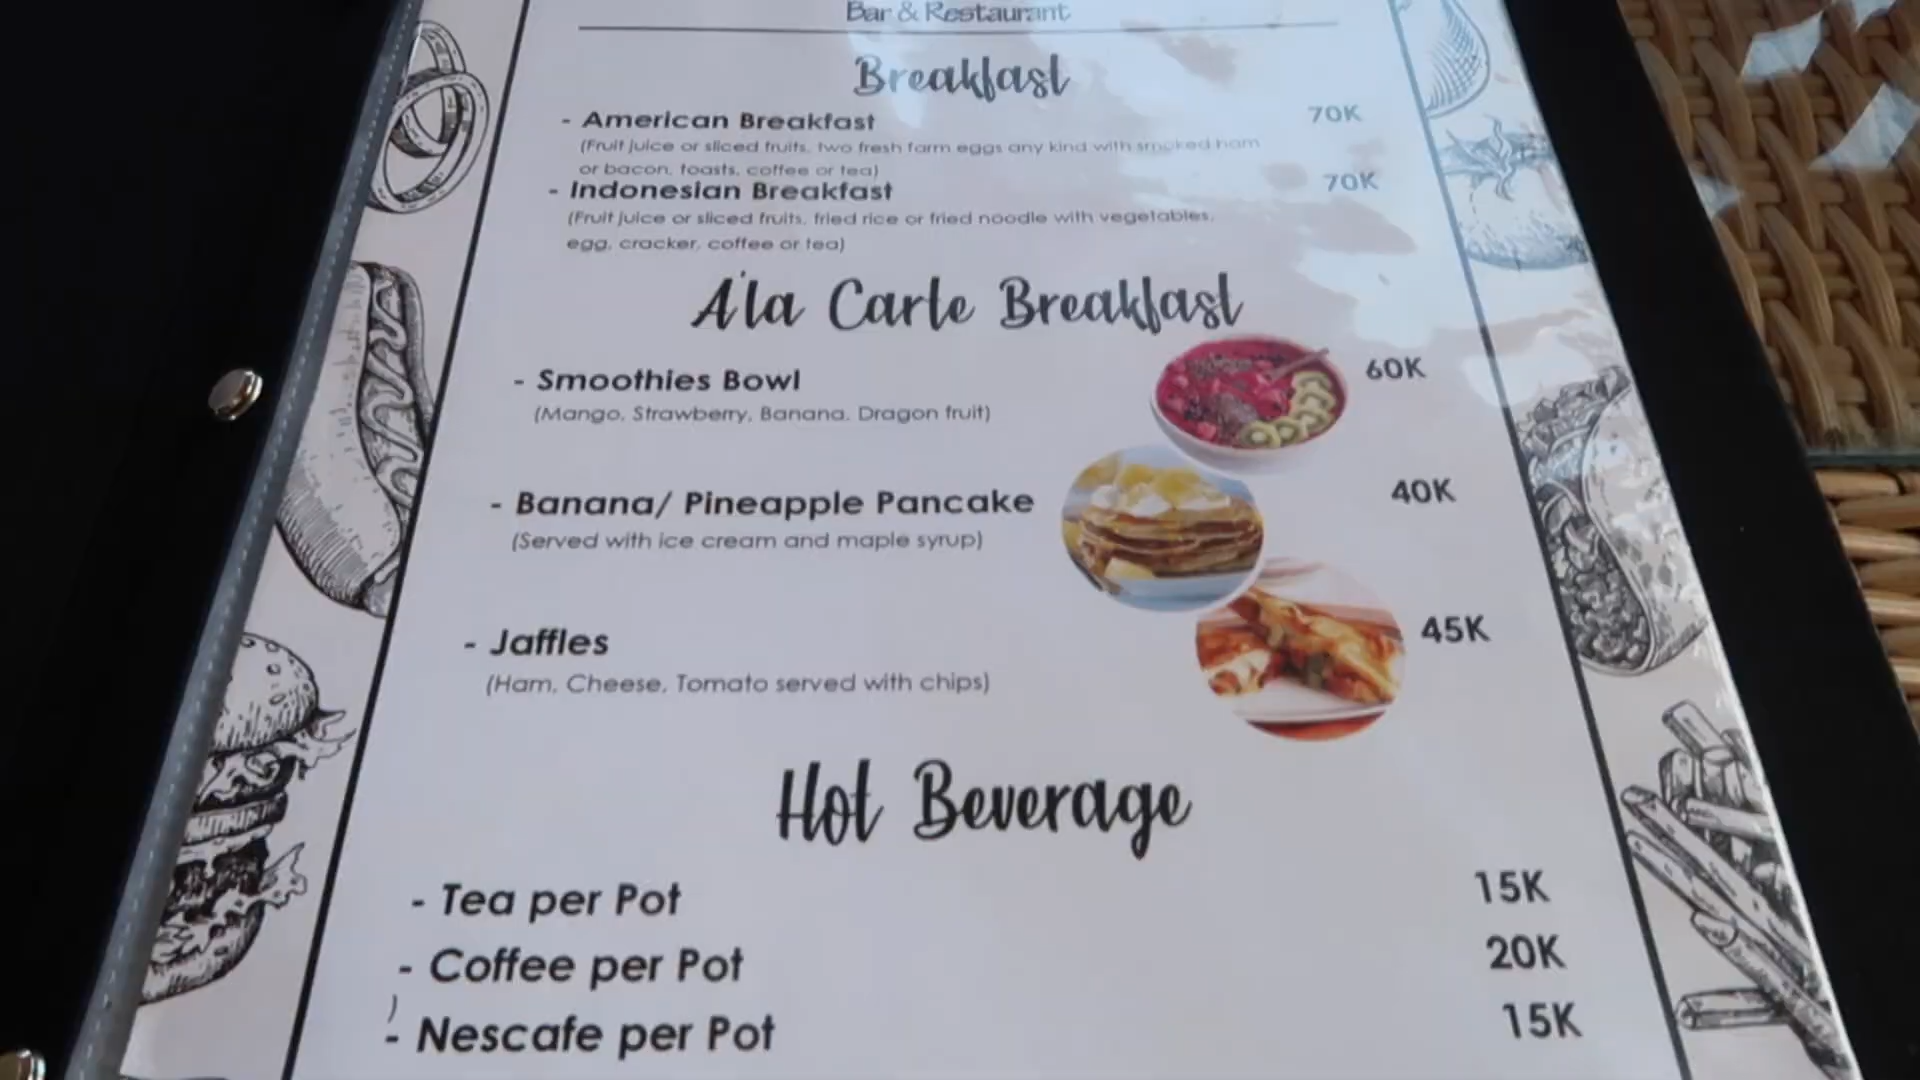 Bar & Restaurant
Breakfast
- American Breakfast 70K
(Fruit juice or sliced fruits, two fresh farm eggs any kind with smoked ham
or bacon, toasts, coffee or tea)
- Indonesian Breakfast 70K
(Fruit juice or sliced fruits, fried rice or fried noodle with vegetables,
egg, cracker, coffee or tea)
A'la Carte Breakfast
- Smoothies Bowl 60K
(Mango, Strawberry, Banana, Dragon fruit)
- Banana/ Pineapple Pancake 40K
(Served with ice cream and maple syrup)
- Jaffles 45K
(Ham, Cheese, Tomato served with chips)
Hot Beverage
- Tea per Pot 15K
- Coffee per Pot 20K
)
- Nescafe per Pot 15K